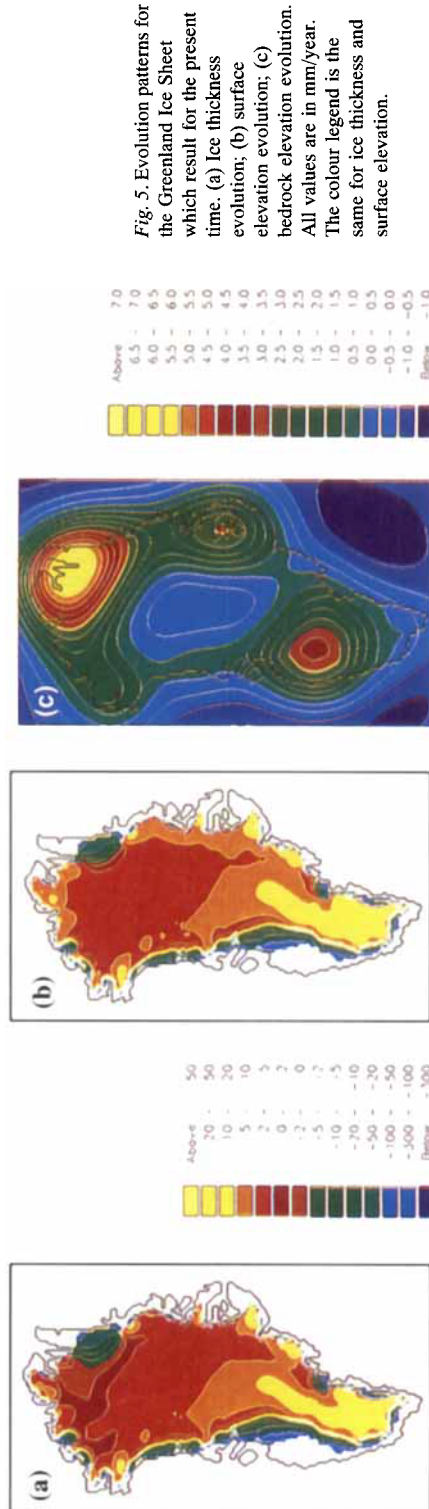 (a)
Above 50
20 - 50
10 - 20
5 - 10
2 - 5
0 - 2
-2 - 0
-5 - -2
-10 - -5
-20 - -10
-50 - -20
-100 - -50
-300 - -100
Below -300
(b)
(c)
Above 7.0
6.5 - 7.0
6.0 - 6.5
5.5 - 6.0
5.0 - 5.5
4.5 - 5.0
4.0 - 4.5
3.5 - 4.0
3.0 - 3.5
2.5 - 3.0
2.0 - 2.5
1.5 - 2.0
1.0 - 1.5
0.5 - 1.0
0.0 - 0.5
-0.5 - -0.0
-1.0 - -0.5
Below -1.0
Fig. 5. Evolution patterns for
the Greenland Ice Sheet
which result for the present
time. (a) Ice thickness
evolution; (b) surface
elevation evolution; (c)
bedrock elevation evolution.
All values are in mm/year.
The colour legend is the
same for ice thickness and
surface elevation.